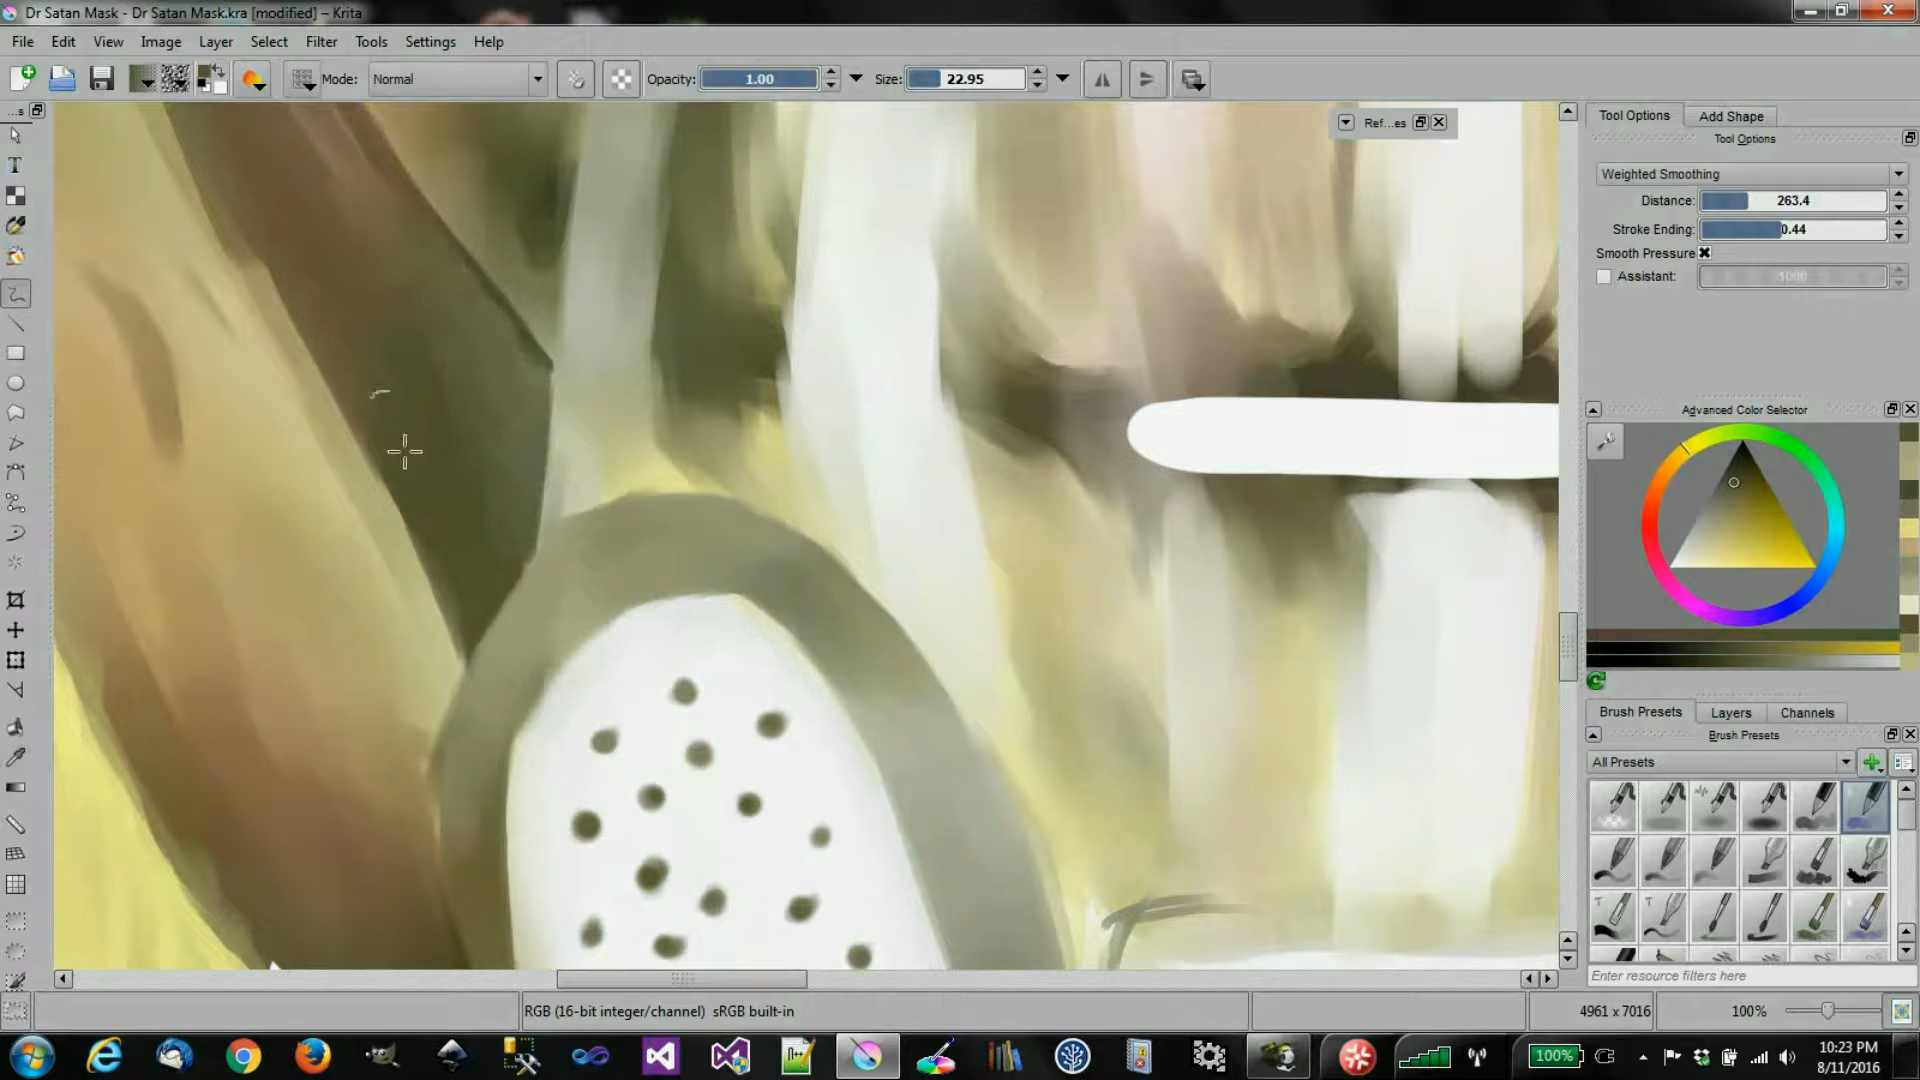 Dr Satan Mask - Dr Satan Mask.kra [modified] – Krita
File Edit View Image Layer Select Filter Tools Settings Help
Mode: Normal Opacity: 1.00 Size: 22.95
...s
Ref...es
Tool Options Add Shape
Tool Options
Weighted Smoothing
Distance: 263.4
Stroke Ending: 0.44
Smooth Pressure
Assistant: 1000
Advanced Color Selector
Brush Presets Layers Channels
Brush Presets
All Presets
Enter resource filters here
RGB (16-bit integer/channel) sRGB built-in
4961 x 7016 100%
100%
10:23 PM
8/11/2016